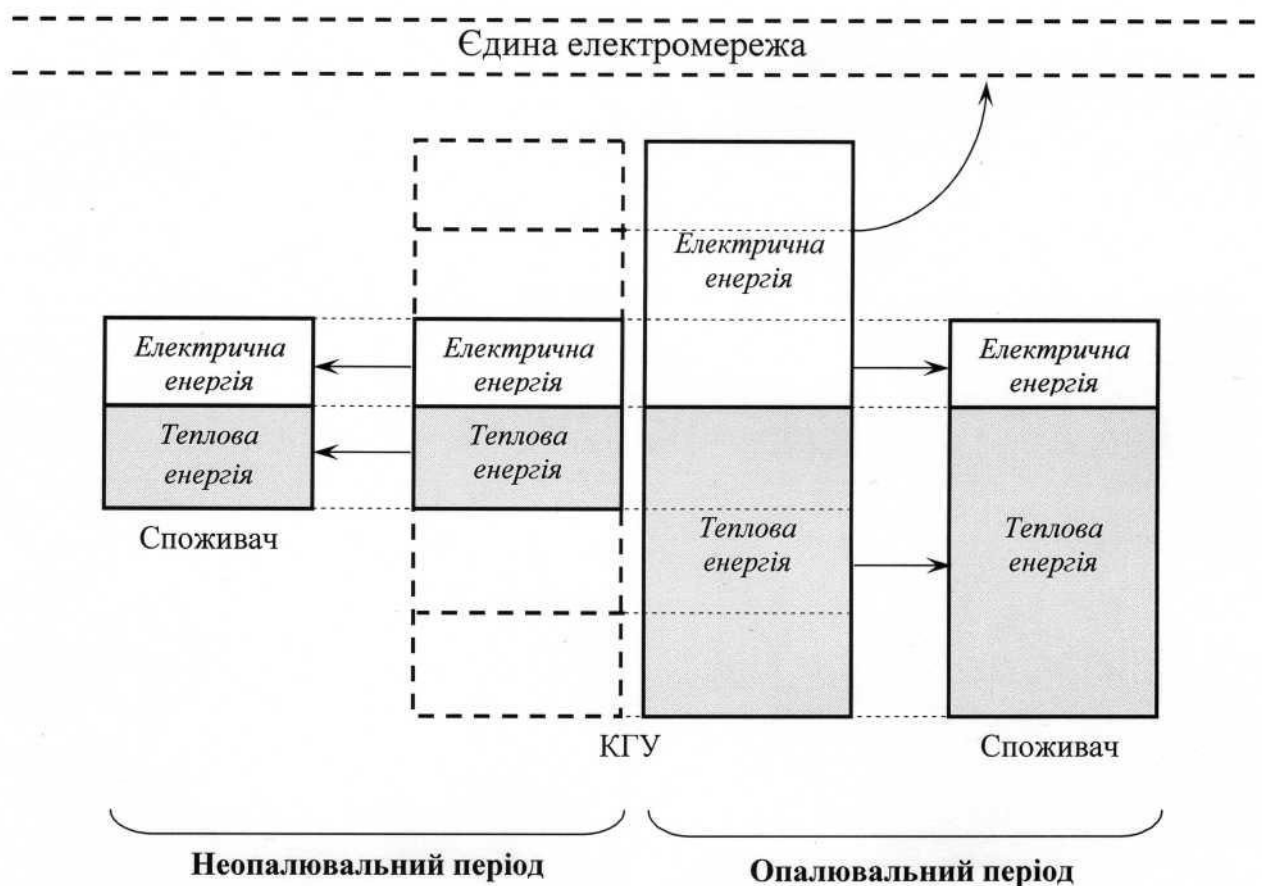 Єдина електромережа
Електрична
енергія
Електрична
енергія
Електрична
енергія
Електрична
енергія
Теплова
енергія
Теплова
енергія
Теплова
енергія
Теплова
енергія
Споживач
КГУ
Споживач
Неопалювальний період
Опалювальний період